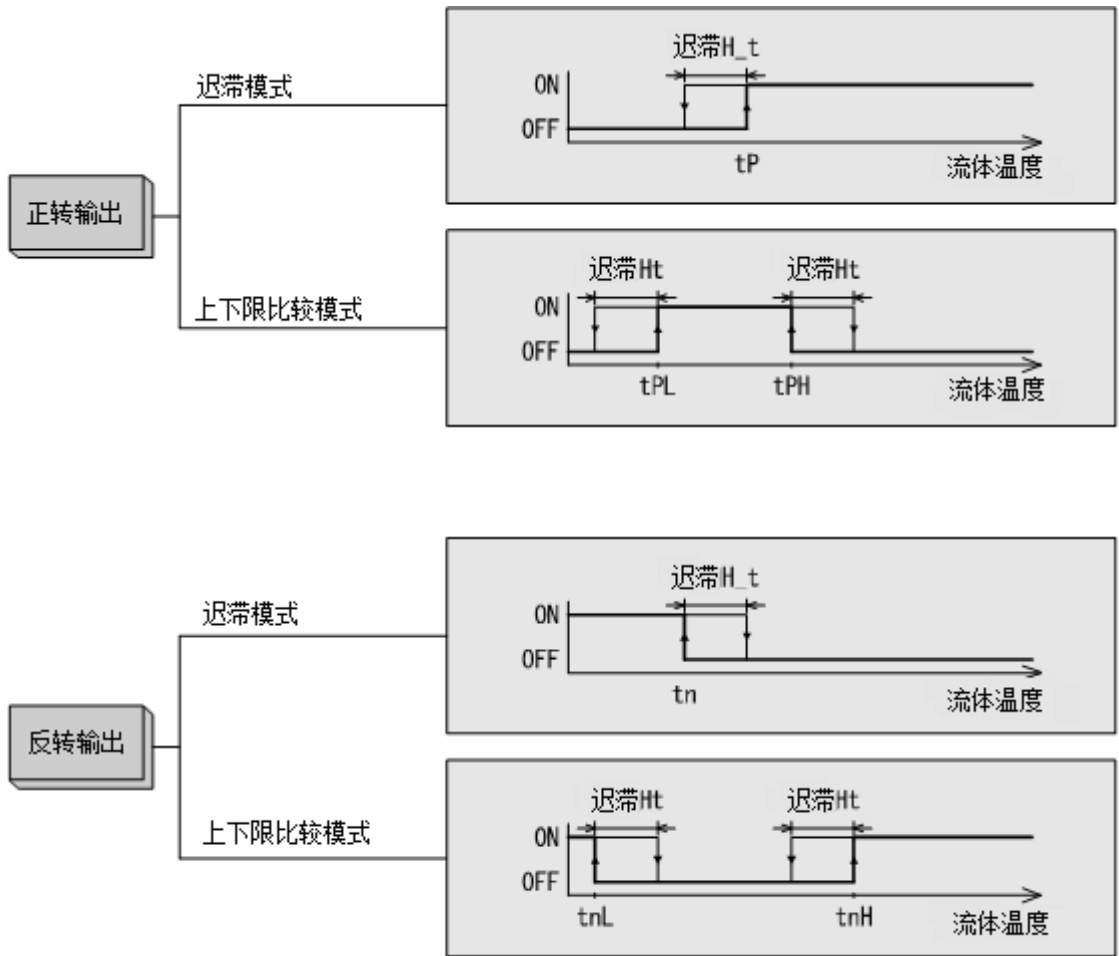 迟滞模式
迟滞H_t
ON
OFF
tP
流体温度
正转输出
上下限比较模式
迟滞Ht
迟滞Ht
ON
OFF
tPL
tPH
流体温度
迟滞模式
迟滞H_t
ON
OFF
tn
流体温度
反转输出
上下限比较模式
迟滞Ht
迟滞Ht
ON
OFF
tnL
tnH
流体温度